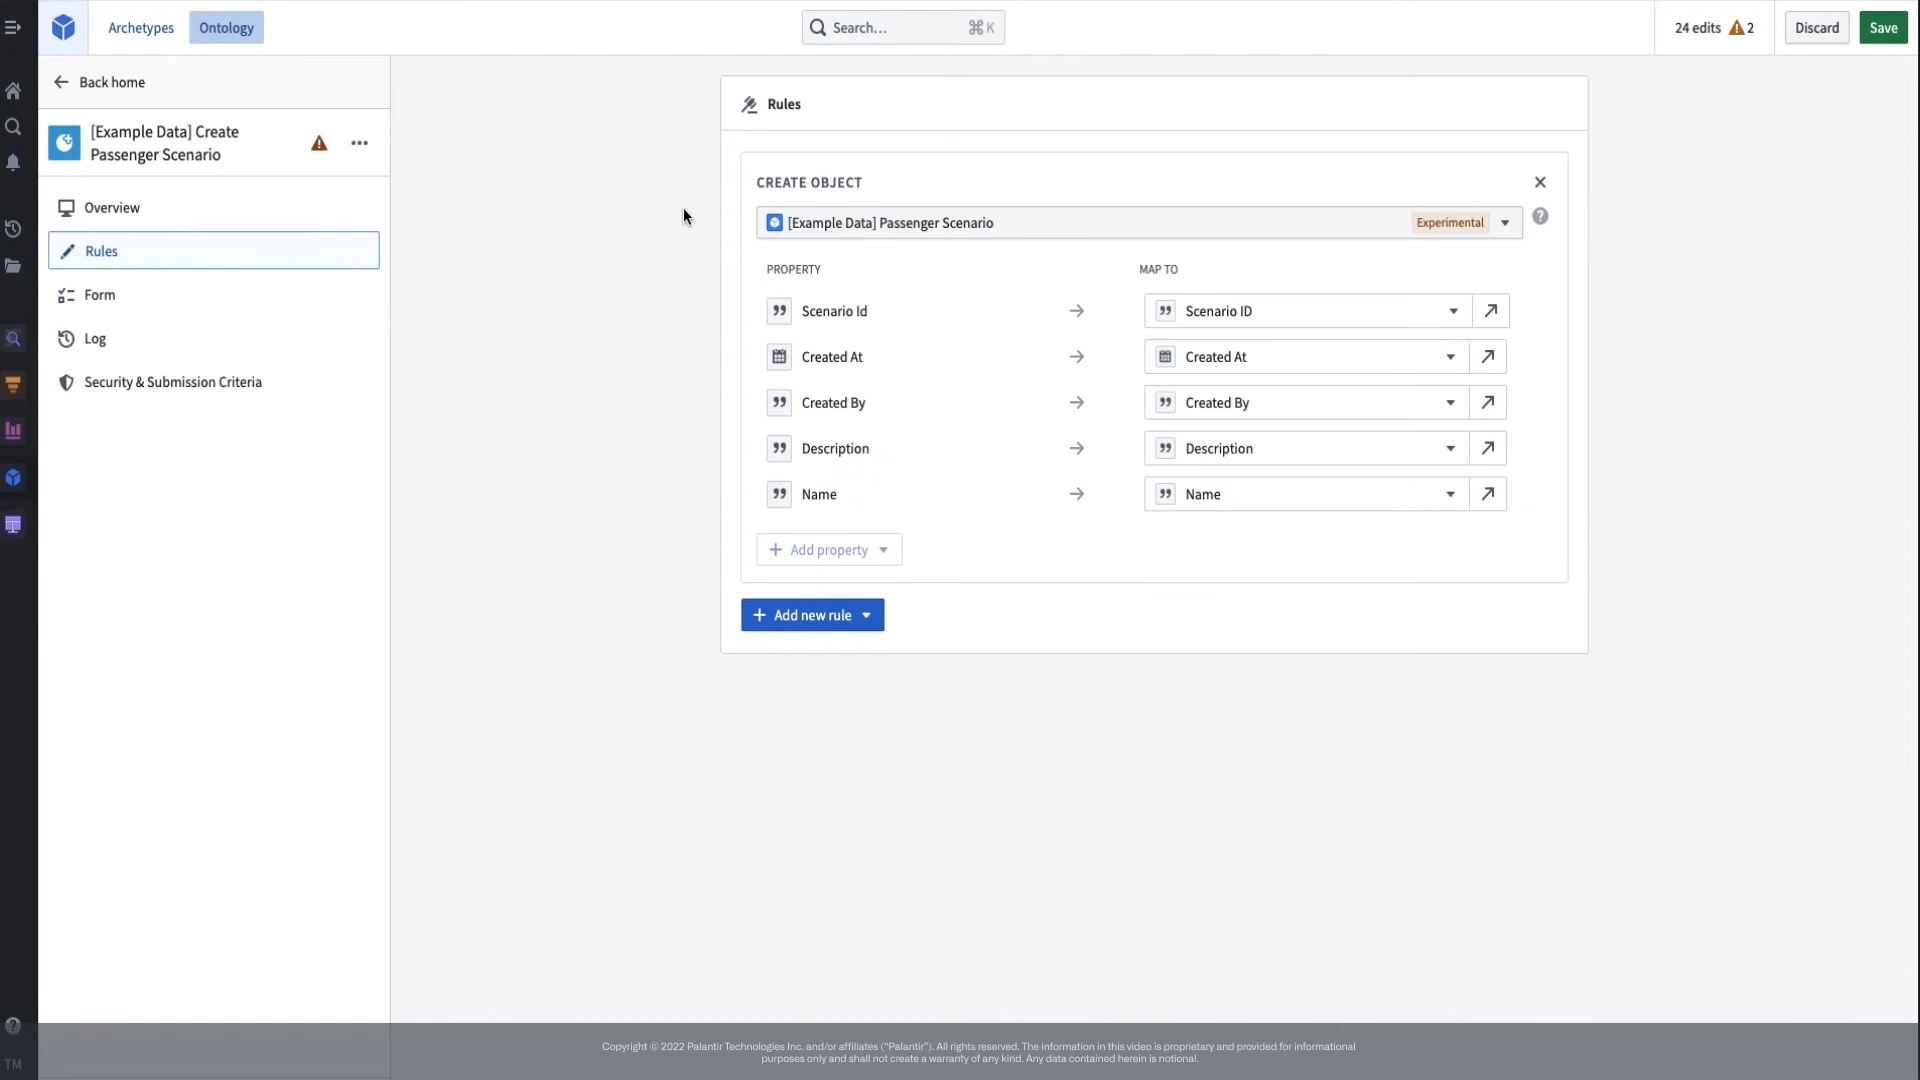 Archetypes
Ontology
Search...
⌘K
24 edits
2
Discard
Save
Back home
[Example Data] Create
Passenger Scenario
Overview
Rules
Form
Log
Security & Submission Criteria
Rules
CREATE OBJECT
[Example Data] Passenger Scenario
Experimental
PROPERTY
MAP TO
Scenario Id
Scenario ID
Created At
Created At
Created By
Created By
Description
Description
Name
Name
Add property
Add new rule
TM
Copyright © 2022 Palantir Technologies Inc. and/or affiliates (“Palantir”). All rights reserved. The information in this video is proprietary and provided for informational
purposes only and shall not create a warranty of any kind. Any data contained herein is notional.